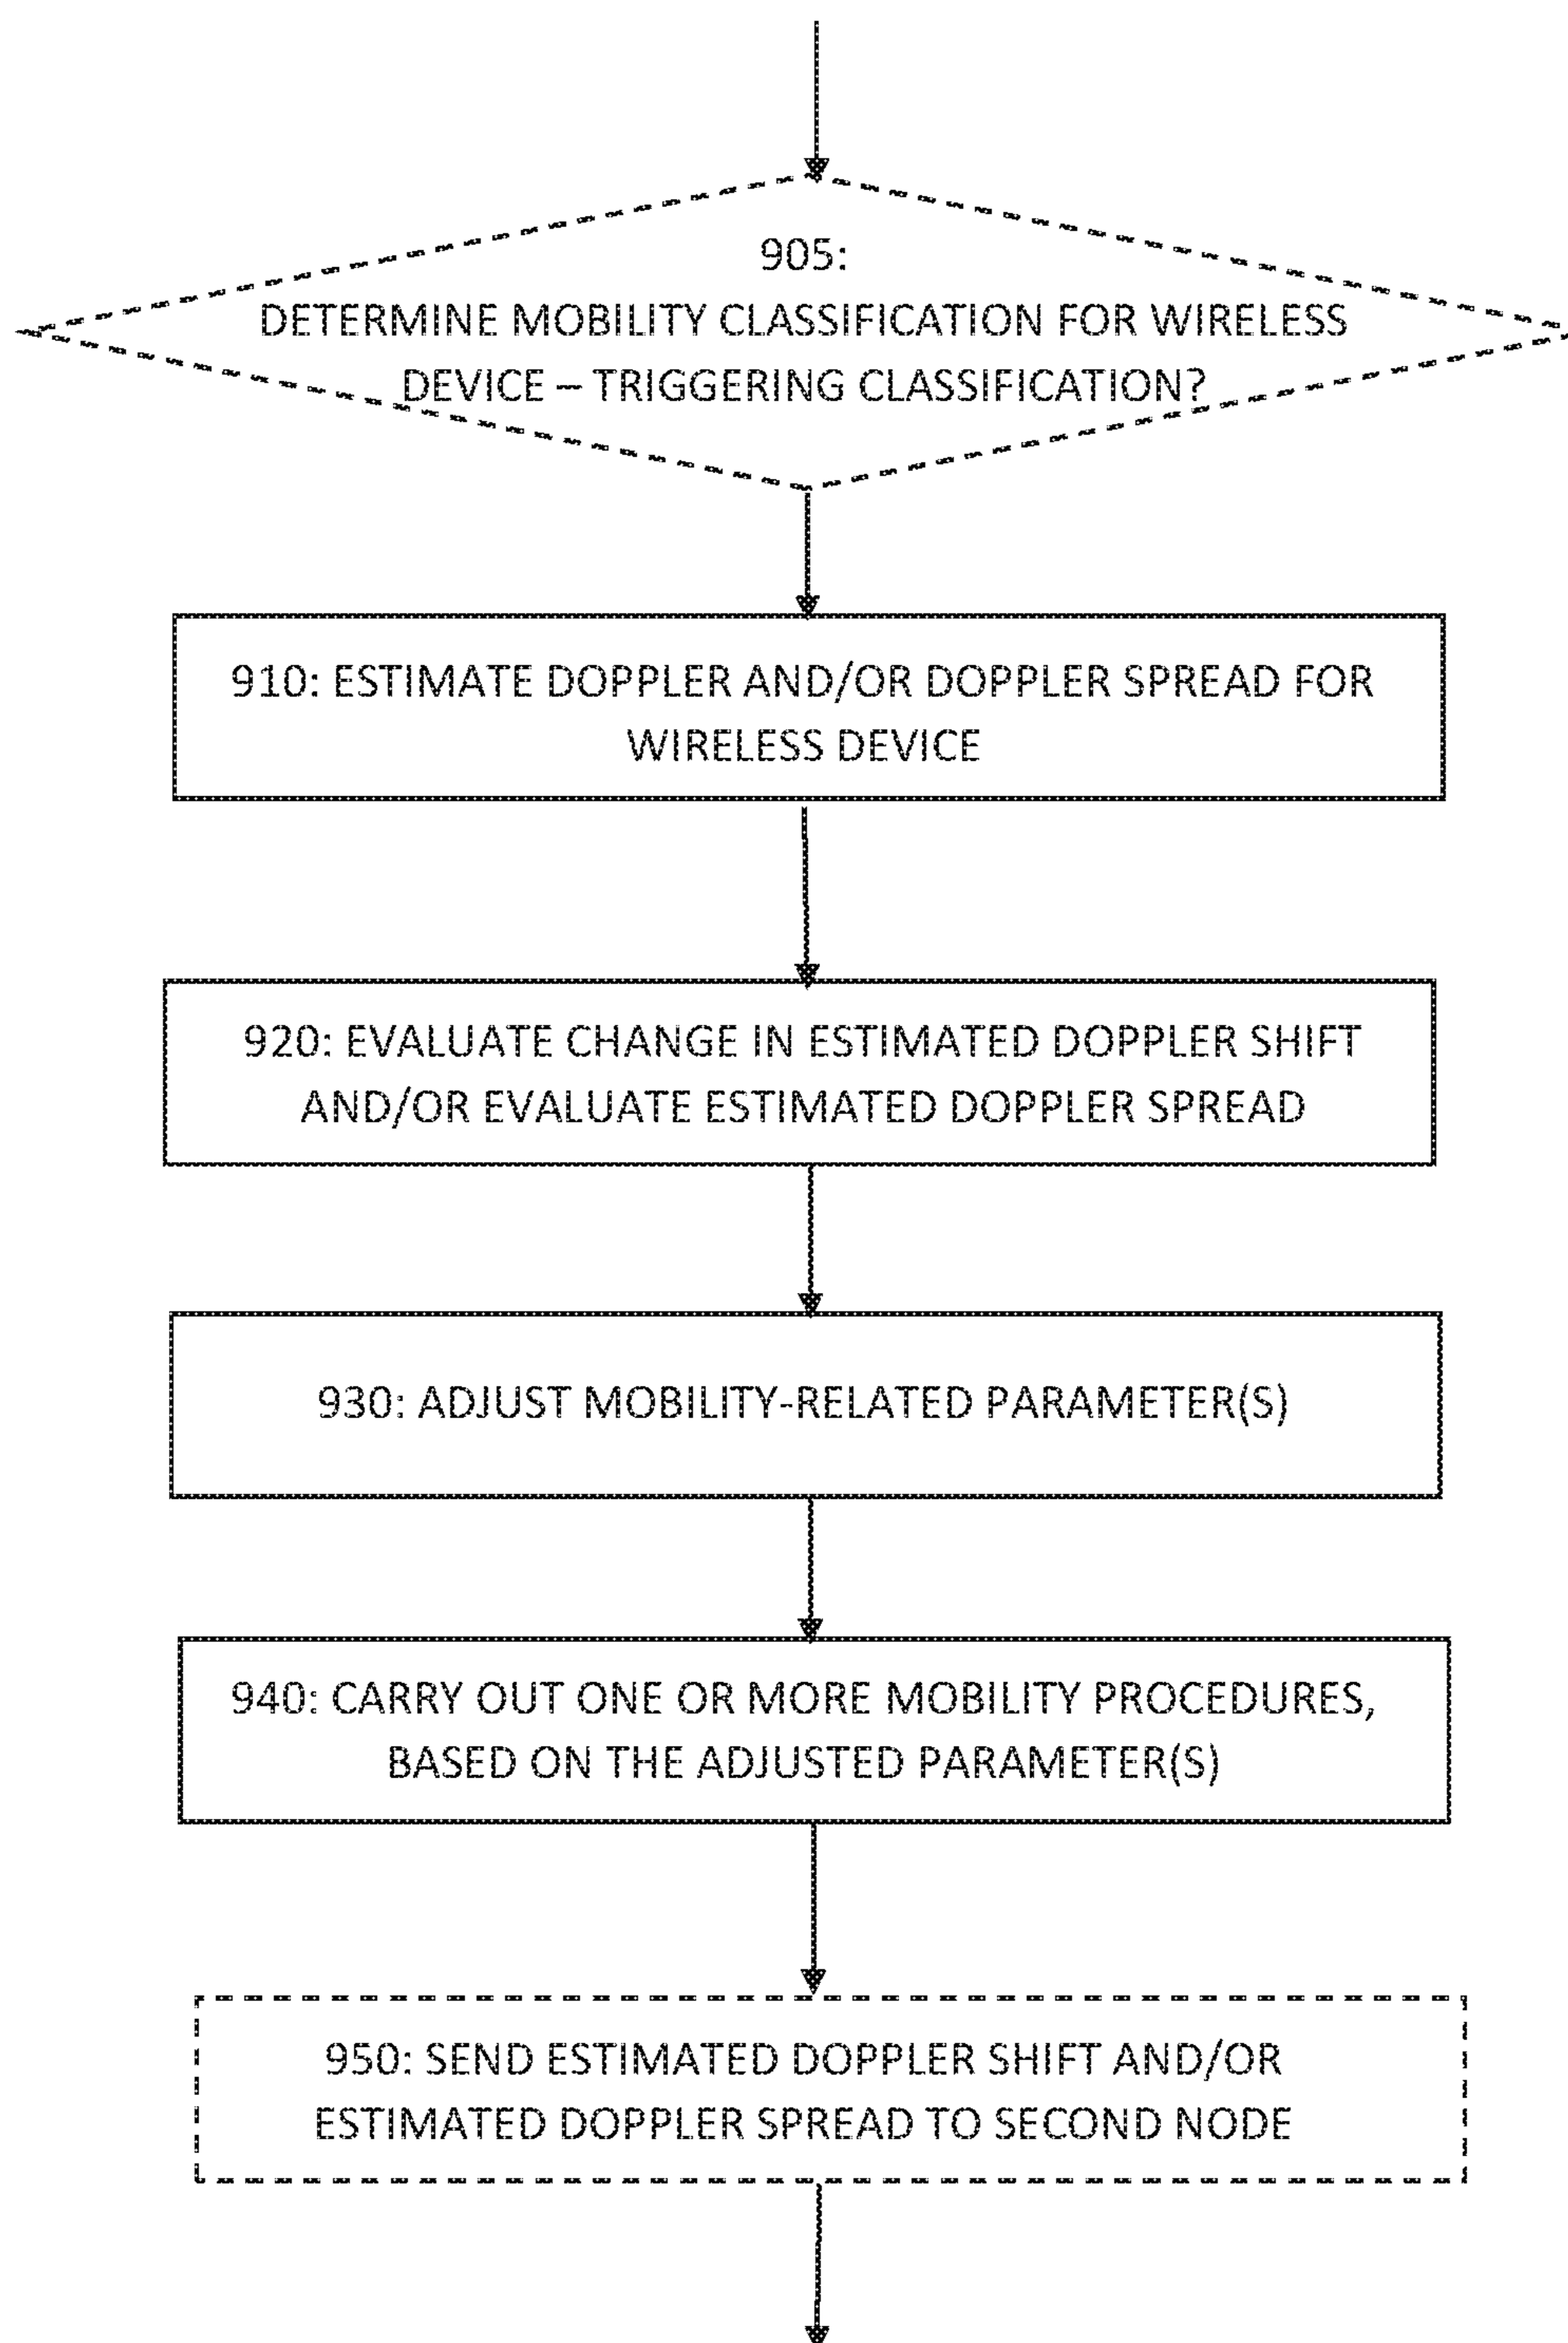 905:
DETERMINE MOBILITY CLASSIFICATION FOR WIRELESS
DEVICE – TRIGGERING CLASSIFICATION?
910: ESTIMATE DOPPLER AND/OR DOPPLER SPREAD FOR
WIRELESS DEVICE
920: EVALUATE CHANGE IN ESTIMATED DOPPLER SHIFT
AND/OR EVALUATE ESTIMATED DOPPLER SPREAD
930: ADJUST MOBILITY-RELATED PARAMETER(S)
940: CARRY OUT ONE OR MORE MOBILITY PROCEDURES,
BASED ON THE ADJUSTED PARAMETER(S)
950: SEND ESTIMATED DOPPLER SHIFT AND/OR
ESTIMATED DOPPLER SPREAD TO SECOND NODE